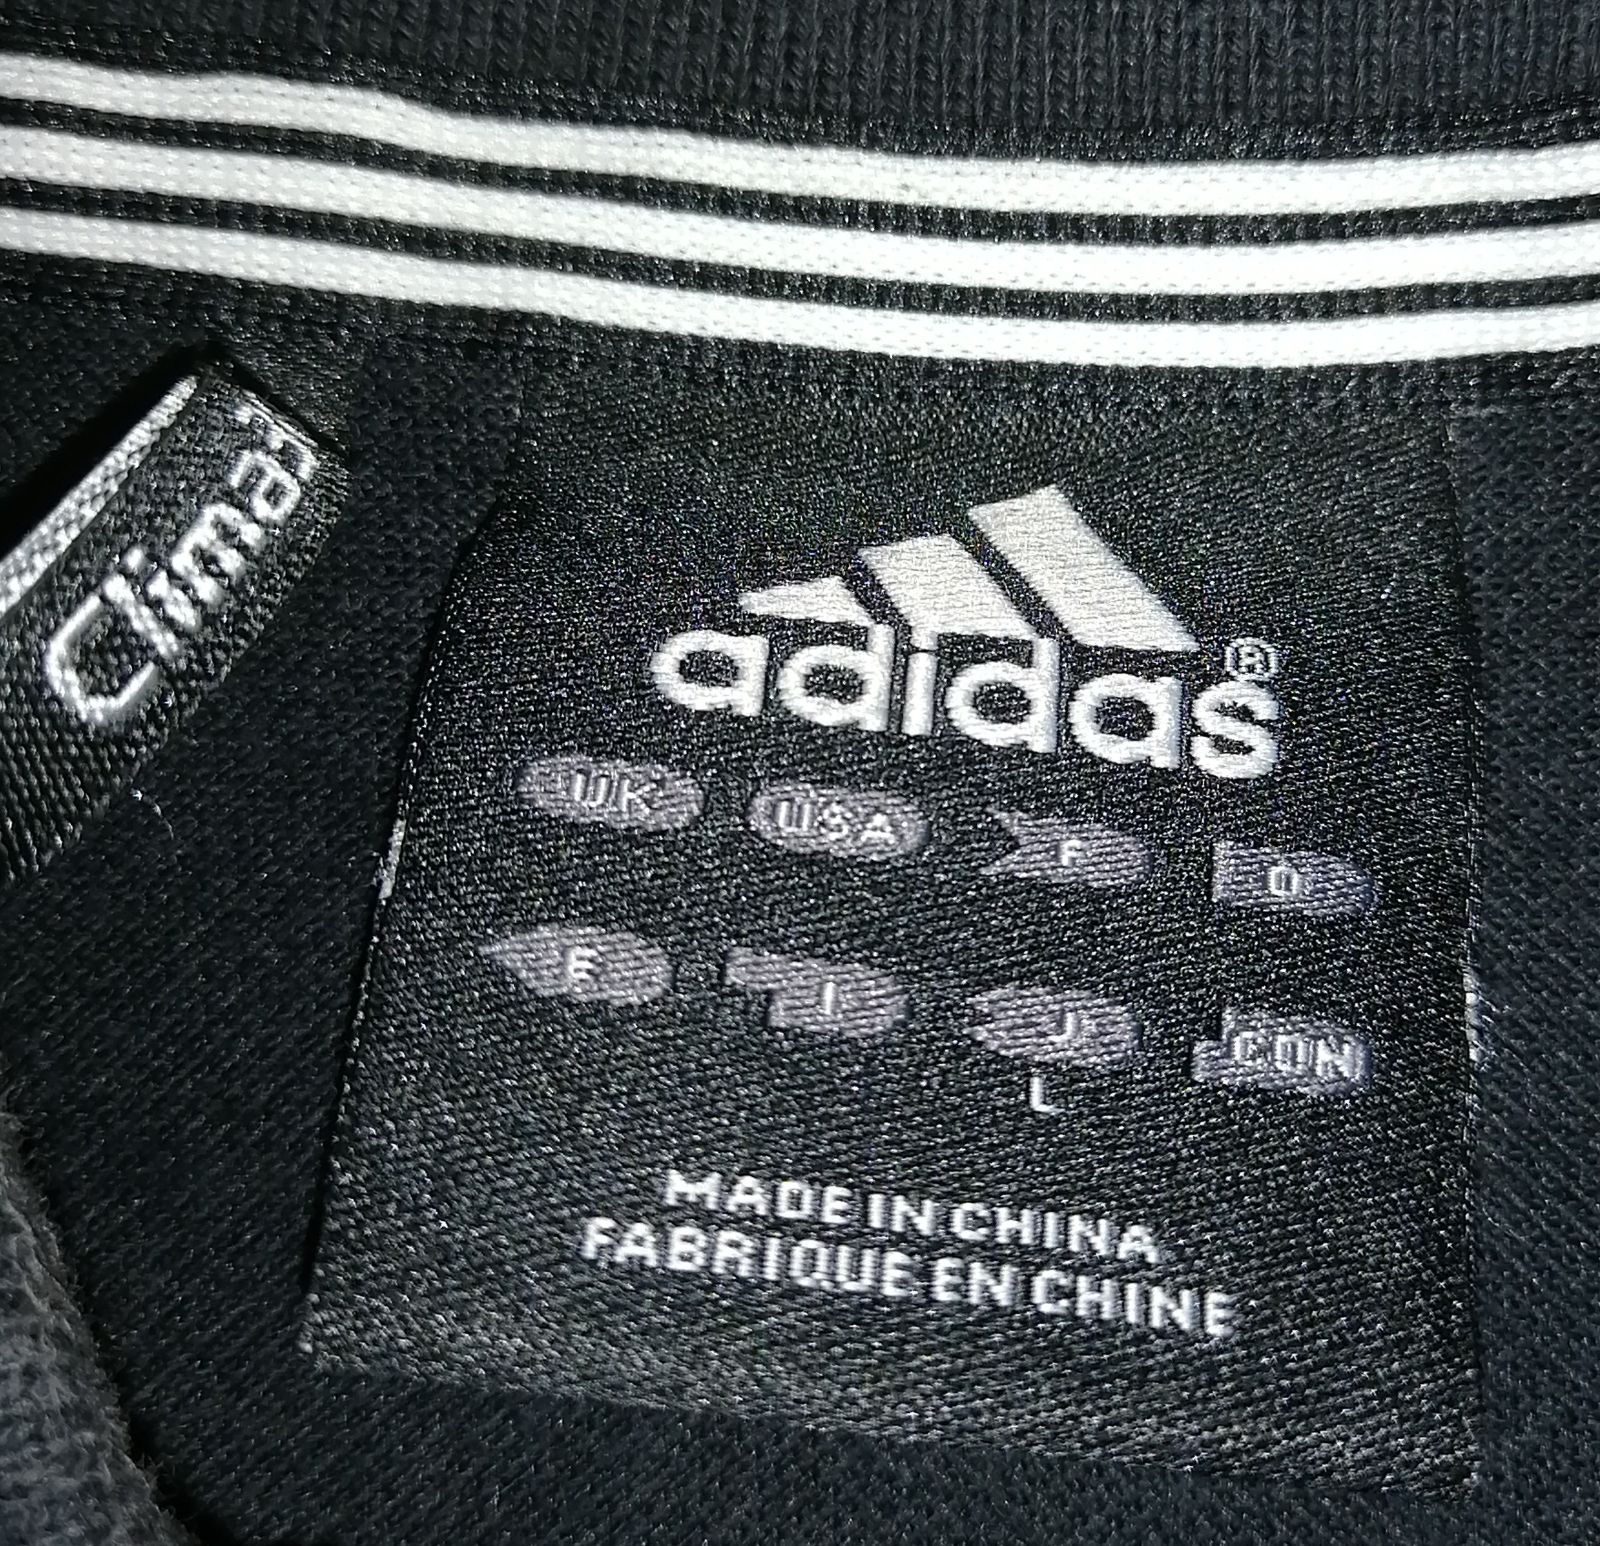 Clima
adidas®
UK USA F D
E I J CDN
L
MADE IN CHINA
FABRIQUE EN CHINE